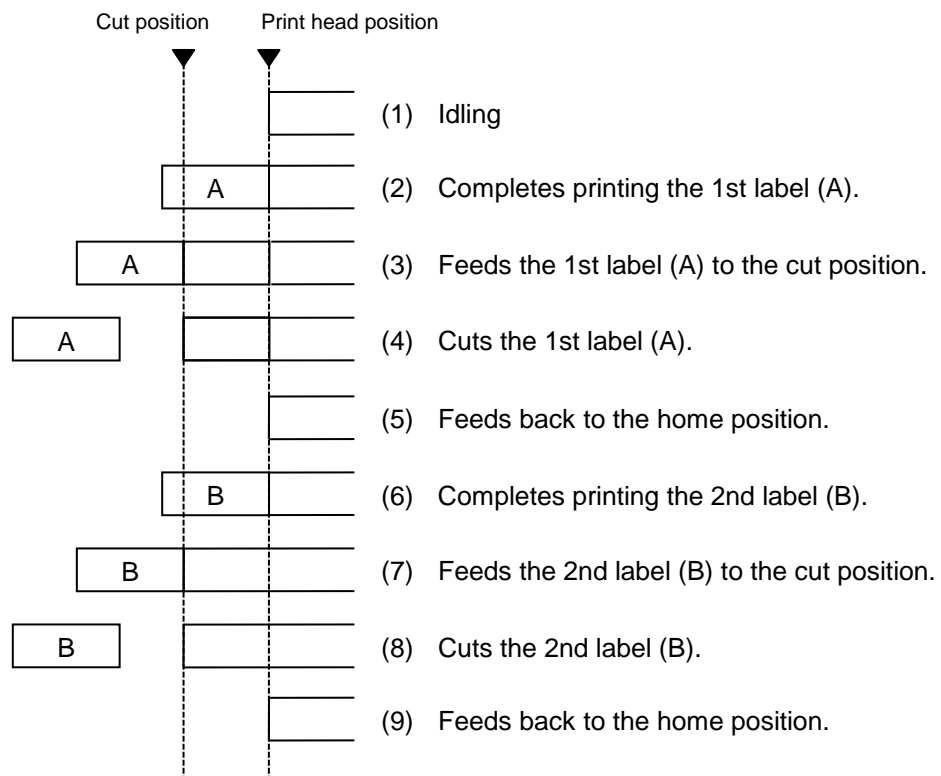 Cut position Print head position
(1) Idling
A (2) Completes printing the 1st label (A).
A (3) Feeds the 1st label (A) to the cut position.
A (4) Cuts the 1st label (A).
(5) Feeds back to the home position.
B (6) Completes printing the 2nd label (B).
B (7) Feeds the 2nd label (B) to the cut position.
B (8) Cuts the 2nd label (B).
(9) Feeds back to the home position.